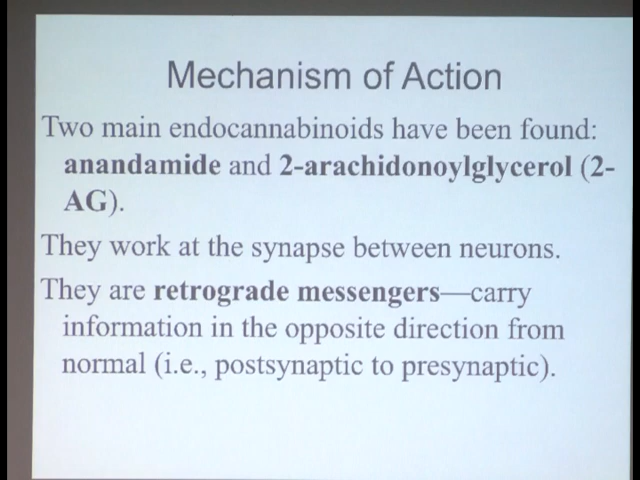 Mechanism of Action
Two main endocannabinoids have been found:
anandamide and 2-arachidonoylglycerol (2-
AG).
They work at the synapse between neurons.
They are retrograde messengers—carry
information in the opposite direction from
normal (i.e., postsynaptic to presynaptic).